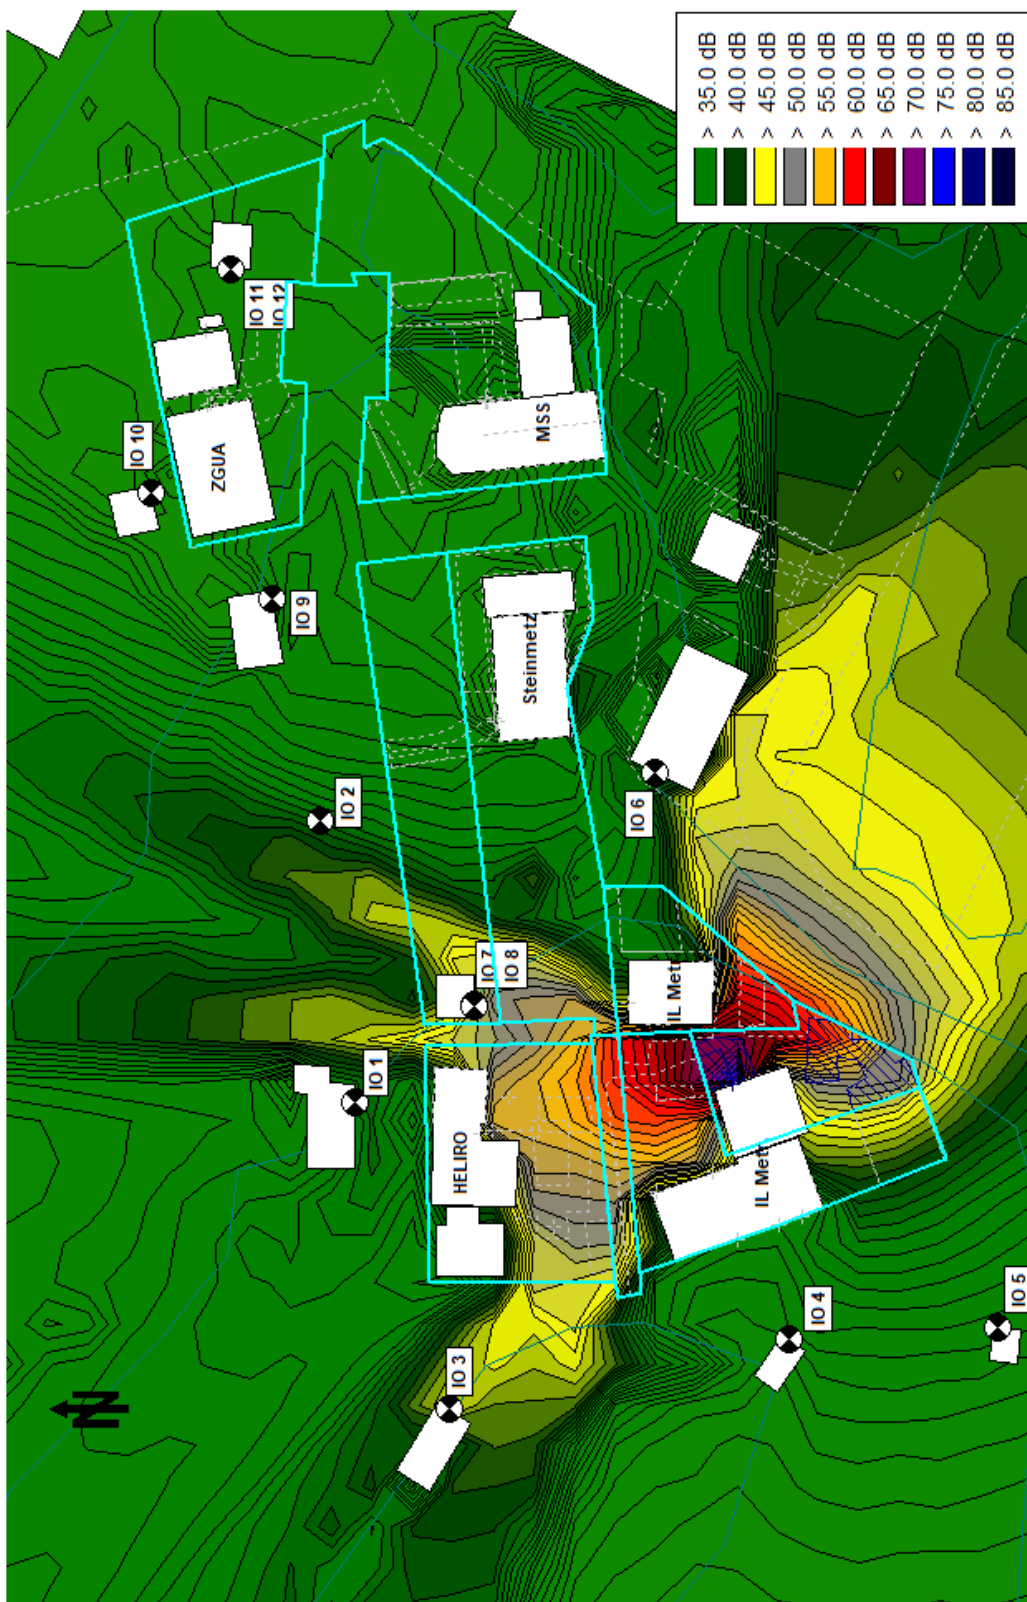 > 35.0 dB
> 40.0 dB
> 45.0 dB
> 50.0 dB
> 55.0 dB
> 60.0 dB
> 65.0 dB
> 70.0 dB
> 75.0 dB
> 80.0 dB
> 85.0 dB
IO 3
IO 4
IO 5
HELIRO
IL Metr
IO 1
IO 7
IO 8
IL Metr
IO 2
IO 6
Steinmetz
IO 9
IO 10
ZGUA
MSS
IO 11
IO 12
N